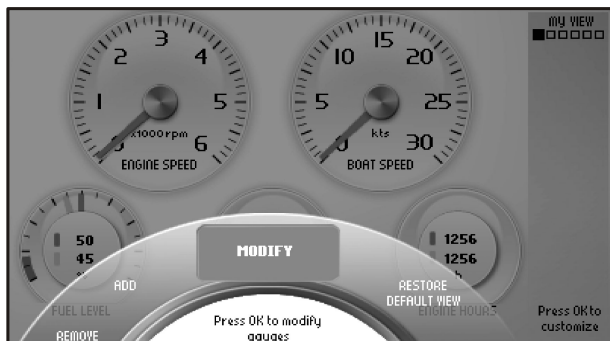 MY VIEW
3
2
4
1
5
0
6
x1000 rpm
ENGINE SPEED
15
10
20
5
25
0
30
kts
BOAT SPEED
50
45
1256
1256
h
FUEL LEVEL
ENGINE HOURS
ADD
MODIFY
RESTORE
DEFAULT VIEW
REMOVE
Press OK to modify
gauges
Press OK to
customize